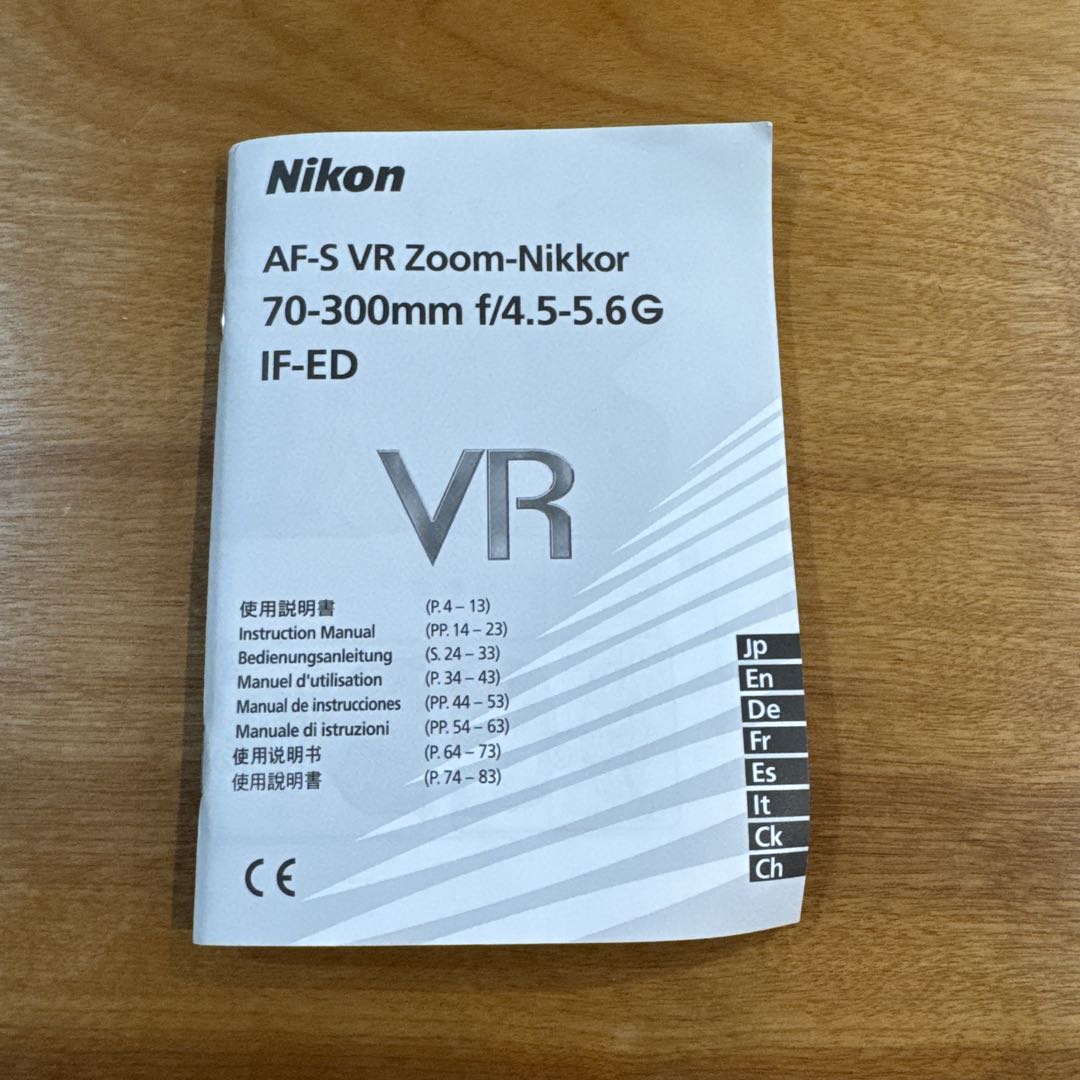 Nikon
AF-S VR Zoom-Nikkor
70-300mm f/4.5-5.6G
IF-ED
VR
使用説明書 (P. 4 – 13)
Instruction Manual (PP. 14 – 23)
Bedienungsanleitung (S. 24 – 33)
Manuel d'utilisation (P. 34 – 43)
Manual de instrucciones (PP. 44 – 53)
Manuale di istruzioni (PP. 54 – 63)
使用说明书 (P. 64 – 73)
使用說明書 (P. 74 – 83)
Jp
En
De
Fr
Es
It
Ck
Ch
CE